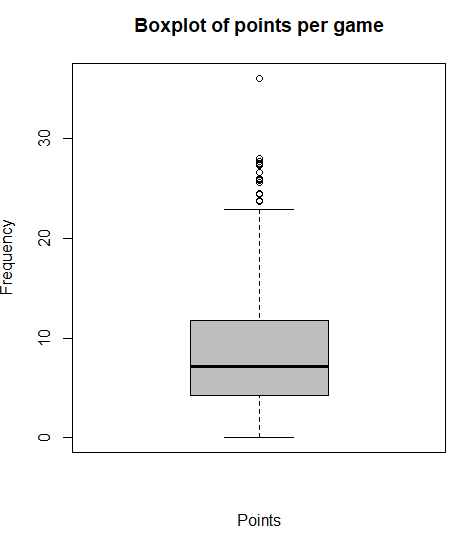 Boxplot of points per game
30
20
10
0
Frequency
Points